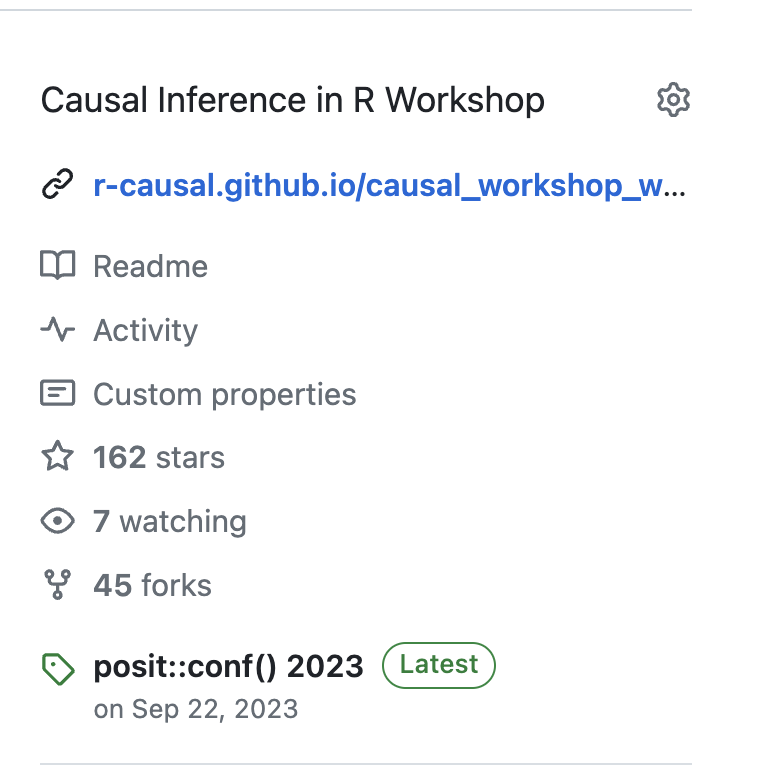 Causal Inference in R Workshop
r-causal.github.io/causal_workshop_w...
Readme
Activity
Custom properties
162 stars
7 watching
45 forks
posit::conf() 2023 Latest
on Sep 22, 2023